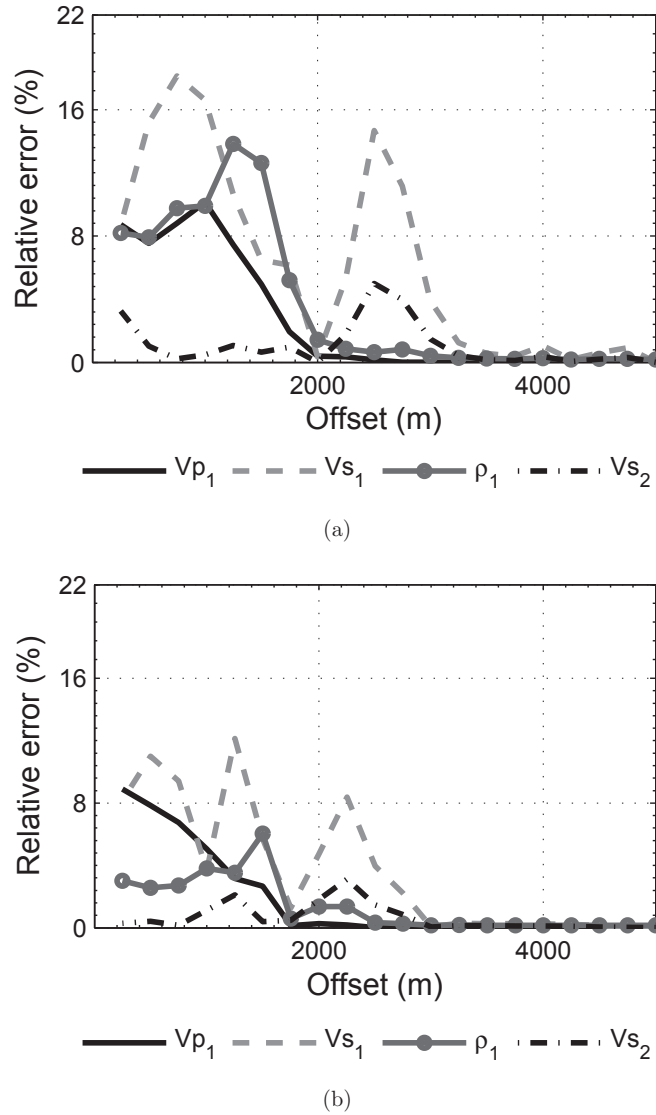 22
16
8
0
Relative error (%)
2000
4000
Offset (m)
Vp1
Vs1
ρ1
Vs2
(a)
22
16
8
0
Relative error (%)
2000
4000
Offset (m)
Vp1
Vs1
ρ1
Vs2
(b)